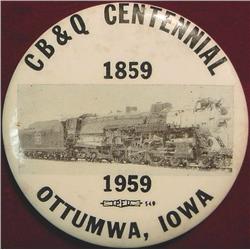 CB&Q CENTENNIAL
1859
1959
OTTUMWA, IOWA